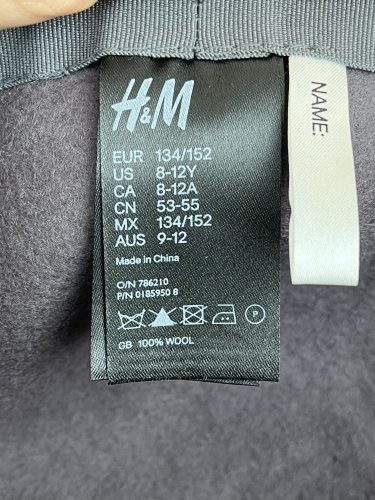 H&M
EUR 134/152
US 8-12Y
CA 8-12A
CN 53-55
MX 134/152
AUS 9-12
Made in China
O/N 786210
P/N 0185950 8
P
GB 100% WOOL
NAME: